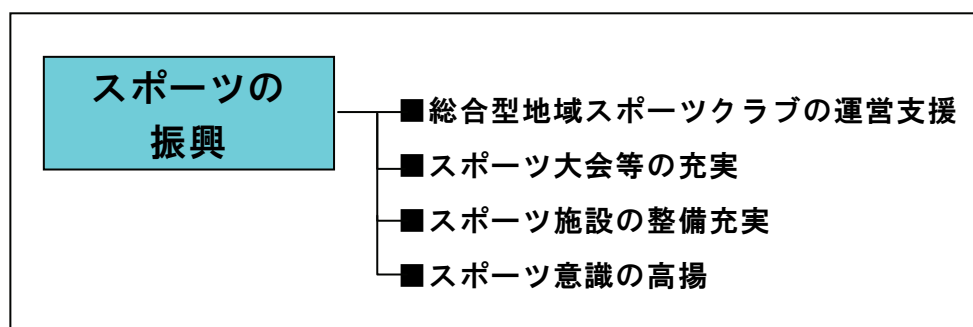 スポーツの
振興
■総合型地域スポーツクラブの運営支援
■スポーツ大会等の充実
■スポーツ施設の整備充実
■スポーツ意識の高揚